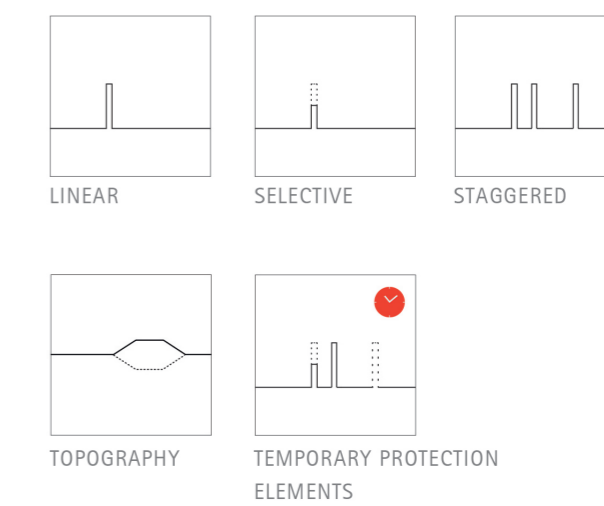 LINEAR
SELECTIVE
STAGGERED
TOPOGRAPHY
TEMPORARY PROTECTION
ELEMENTS